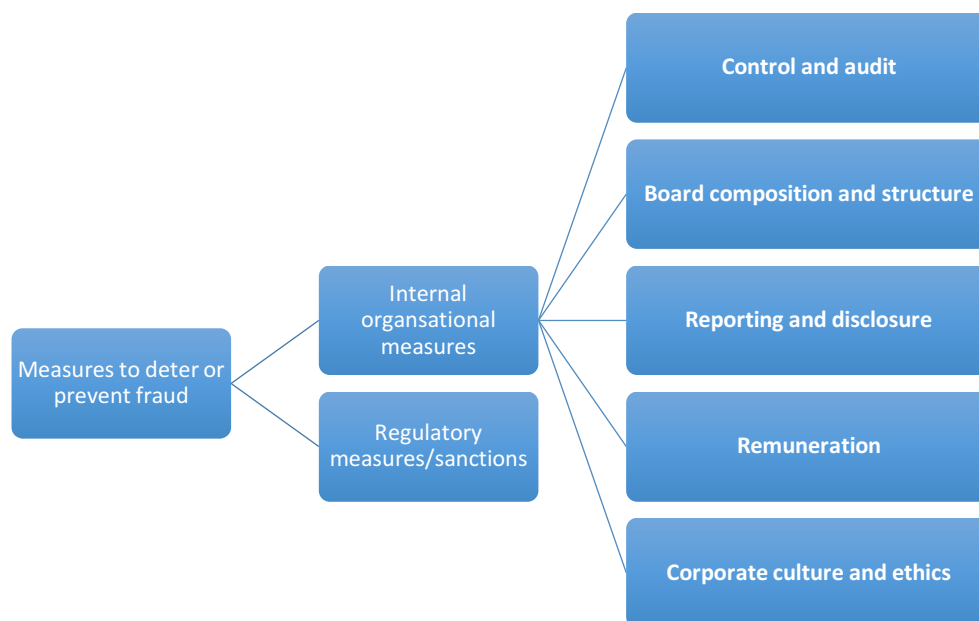 Measures to deter or
prevent fraud
Internal
organsational
measures
Regulatory
measures/sanctions
Control and audit
Board composition and structure
Reporting and disclosure
Remuneration
Corporate culture and ethics